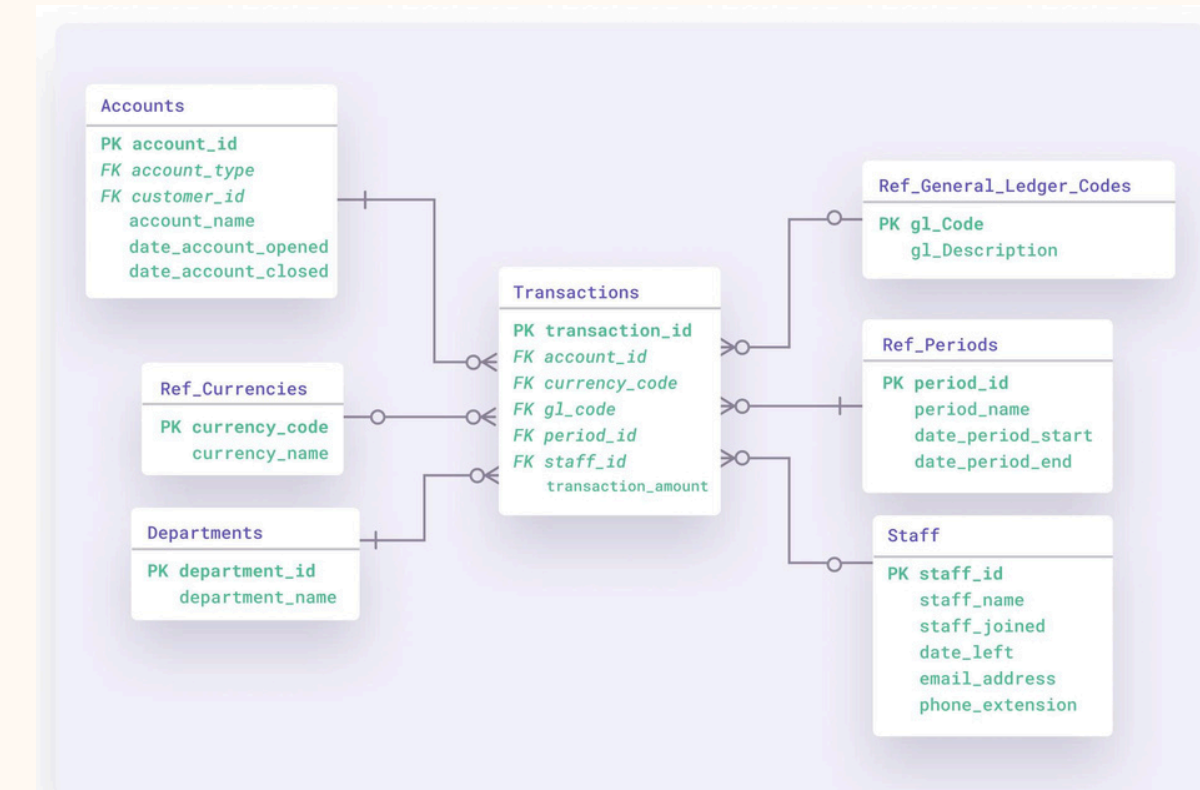 Accounts
PK account_id
FK account_type
FK customer_id
account_name
date_account_opened
date_account_closed
Ref_Currencies
PK currency_code
currency_name
Departments
PK department_id
department_name
Transactions
PK transaction_id
FK account_id
FK currency_code
FK gl_code
FK period_id
FK staff_id
transaction_amount
Ref_General_Ledger_Codes
PK gl_Code
gl_Description
Ref_Periods
PK period_id
period_name
date_period_start
date_period_end
Staff
PK staff_id
staff_name
staff_joined
date_left
email_address
phone_extension